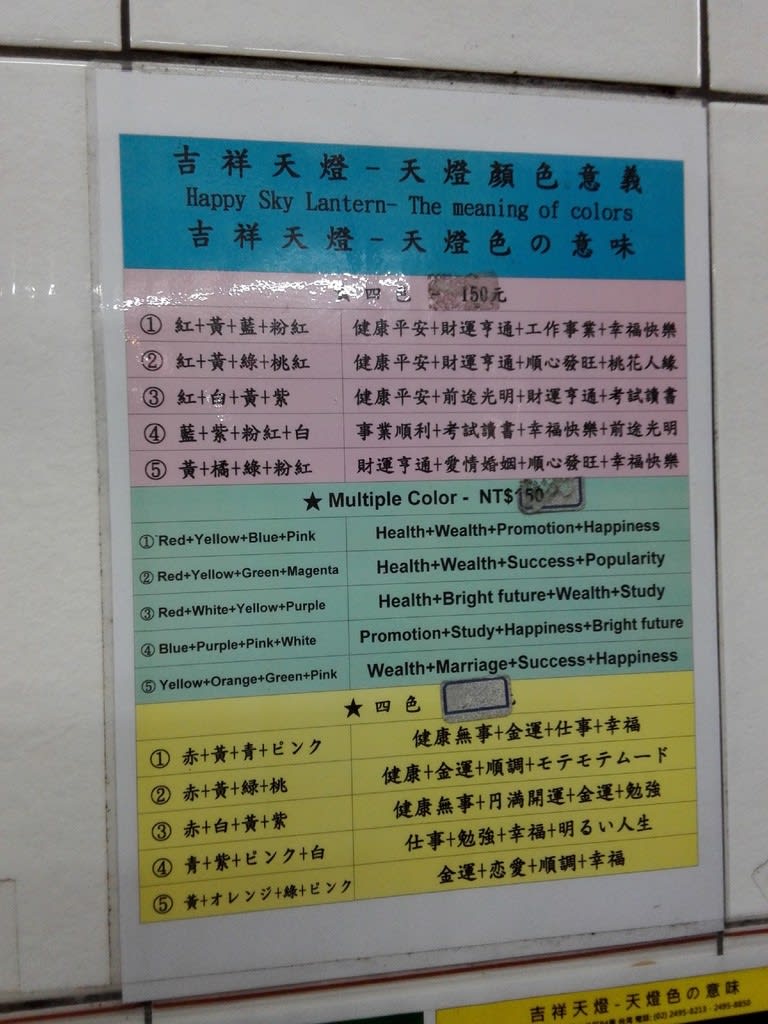 吉祥天燈-天燈顏色意義
Happy Sky Lantern- The meaning of colors
吉祥天燈-天燈色の意味
★四色 150元
① 紅+黃+藍+粉紅 健康平安+財運亨通+工作事業+幸福快樂
② 紅+黃+綠+桃紅 健康平安+財運亨通+順心發旺+桃花人緣
③ 紅+白+黃+紫 健康平安+前途光明+財運亨通+考試讀書
④ 藍+紫+粉紅+白 事業順利+考試讀書+幸福快樂+前途光明
⑤ 黃+橘+綠+粉紅 財運亨通+愛情婚姻+順心發旺+幸福快樂
★ Multiple Color - NT$150
① Red+Yellow+Blue+Pink Health+Wealth+Promotion+Happiness
② Red+Yellow+Green+Magenta Health+Wealth+Success+Popularity
③ Red+White+Yellow+Purple Health+Bright future+Wealth+Study
④ Blue+Purple+Pink+White Promotion+Study+Happiness+Bright future
⑤ Yellow+Orange+Green+Pink Wealth+Marriage+Success+Happiness
★ 四色
① 赤+黃+青+ピンク 健康無事+金運+仕事+幸福
② 赤+黃+緑+桃 健康+金運+順調+モテモテムード
③ 赤+白+黃+紫 健康無事+円満開運+金運+勉強
④ 青+紫+ピンク+白 仕事+勉強+幸福+明るい人生
⑤ 黃+オレンジ+綠+ピンク 金運+恋愛+順調+幸福
吉祥天燈-天燈色の意味
台灣 電話: (02) 2495-8213 · 2495-8850